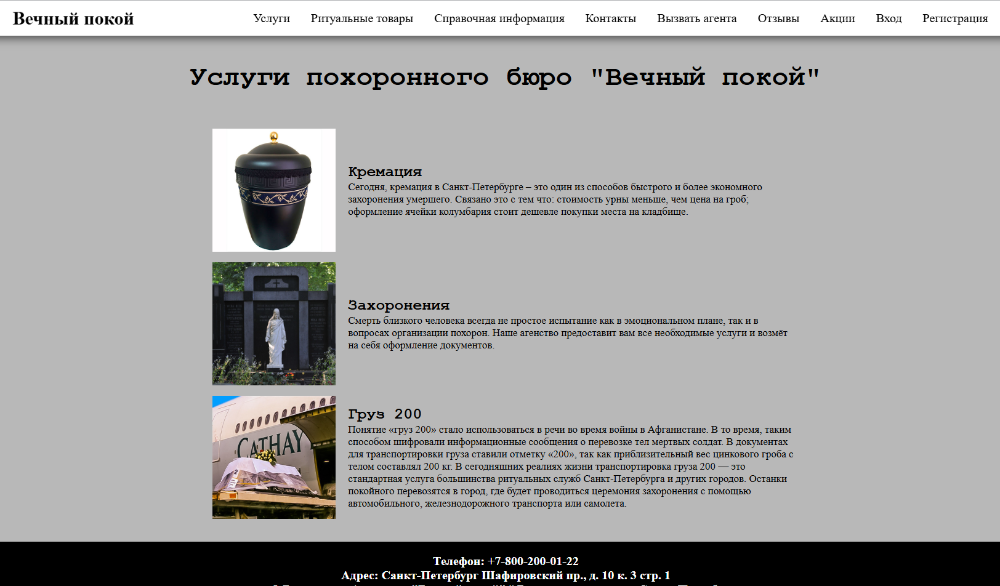 Вечный покой
Услуги Ритуальные товары Справочная информация Контакты Вызвать агента Отзывы Акции Вход Регистрация
Услуги похоронного бюро "Вечный покой"
Кремация
Сегодня, кремация в Санкт-Петербурге – это один из способов быстрого и более экономного
захоронения умершего. Связано это с тем что: стоимость урны меньше, чем цена на гроб;
оформление ячейки колумбария стоит дешевле покупки места на кладбище.
Захоронения
Смерть близкого человека всегда не простое испытание как в эмоциональном плане, так и в
вопросах организации похорон. Наше агенство предоставит вам все необходимые услуги и возмёт
на себя оформление документов.
CATHAY
Груз 200
Понятие «груз 200» стало использоваться в речи во время войны в Афганистане. В то время, таким
способом шифровали информационные сообщения о перевозке тел мертвых солдат. В документах
для транспортировки груза ставили отметку «200», так как приблизительный вес цинкового гроба с
телом составлял 200 кг. В сегодняшних реалиях жизни транспортировка груза 200 — это
стандартная услуга большинства ритуальных служб Санкт-Петербурга и других городов. Останки
покойного перевозятся в город, где будет проводиться церемония захоронения с помощью
автомобильного, железнодорожного транспорта или самолета.
Телефон: +7-800-200-01-22
Адрес: Санкт-Петербург Шафировский пр., д. 10 к. 3 стр. 1